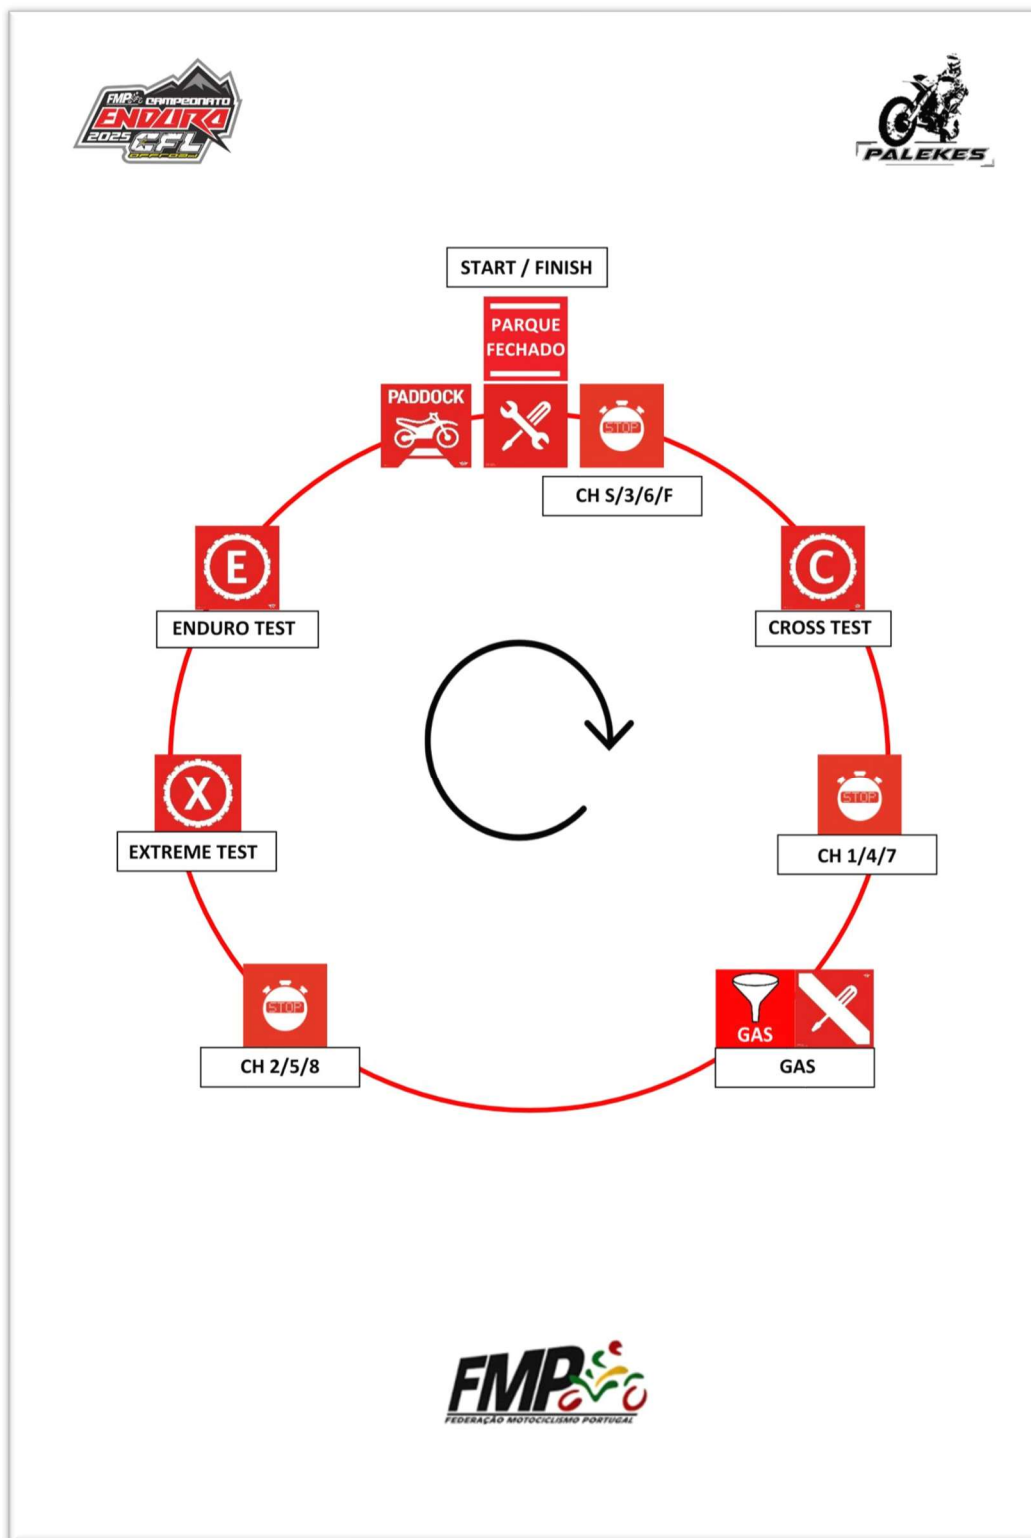 FMP CAMPEONATO
ENDURO
2025 CFL
OFFROAD
PALEKES
START / FINISH
PARQUE
FECHADO
PADDOCK
STOP
CH S/3/6/F
E
ENDURO TEST
C
CROSS TEST
X
EXTREME TEST
STOP
CH 1/4/7
STOP
CH 2/5/8
GAS
GAS
FMP
FEDERAÇÃO MOTOCICLISMO PORTUGAL